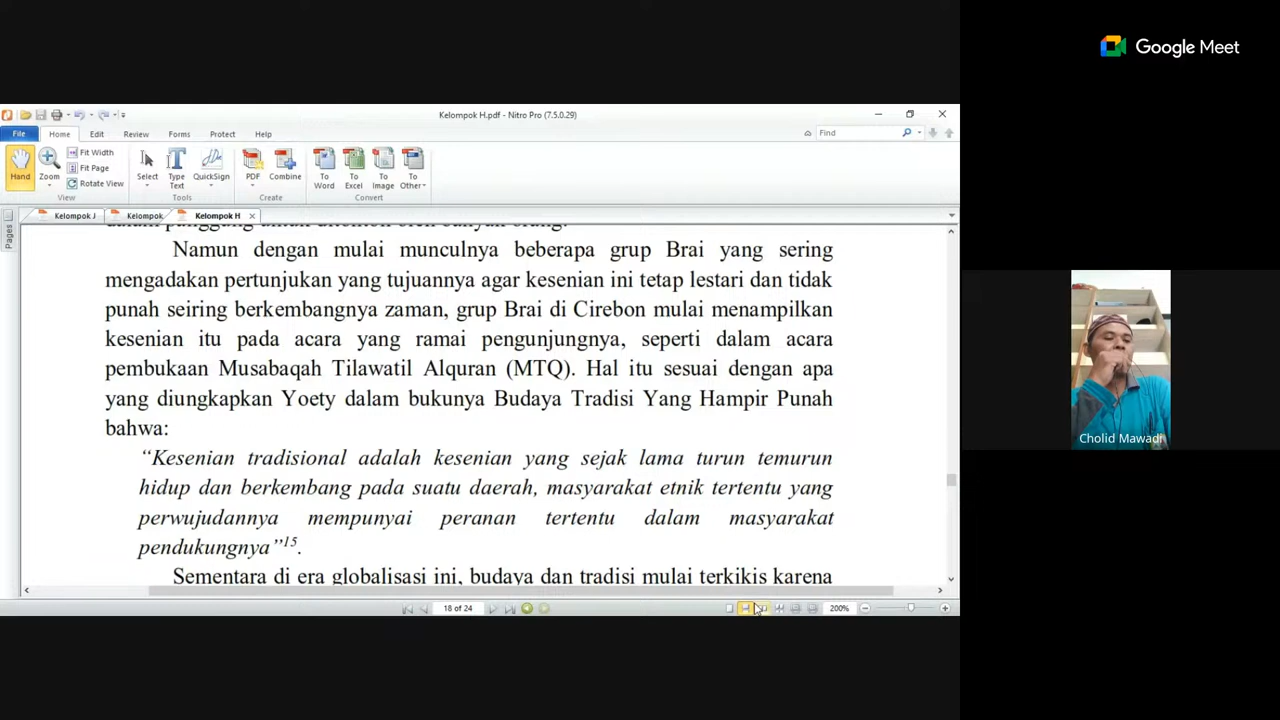 Google Meet
Kelompok H.pdf - Nitro Pro (7.5.0.29)
File Home Edit Review Forms Protect Help
Find
Hand
Zoom
Fit Width
Fit Page
Rotate View
View
Select
Type Text
QuickSign
Tools
PDF
Combine
Create
To Word
To Excel
To Image
To Other
Convert
Kelompok J Kelompok Kelompok H
Pages
Namun dengan mulai munculnya beberapa grup Brai yang sering
mengadakan pertunjukan yang tujuannya agar kesenian ini tetap lestari dan tidak
punah seiring berkembangnya zaman, grup Brai di Cirebon mulai menampilkan
kesenian itu pada acara yang ramai pengunjungnya, seperti dalam acara
pembukaan Musabaqah Tilawatil Alquran (MTQ). Hal itu sesuai dengan apa
yang diungkapkan Yoety dalam bukunya Budaya Tradisi Yang Hampir Punah
bahwa:
“Kesenian tradisional adalah kesenian yang sejak lama turun temurun
hidup dan berkembang pada suatu daerah, masyarakat etnik tertentu yang
perwujudannya mempunyai peranan tertentu dalam masyarakat
pendukungnya”15.
Sementara di era globalisasi ini, budaya dan tradisi mulai terkikis karena
18 of 24
200%
Cholid Mawadi